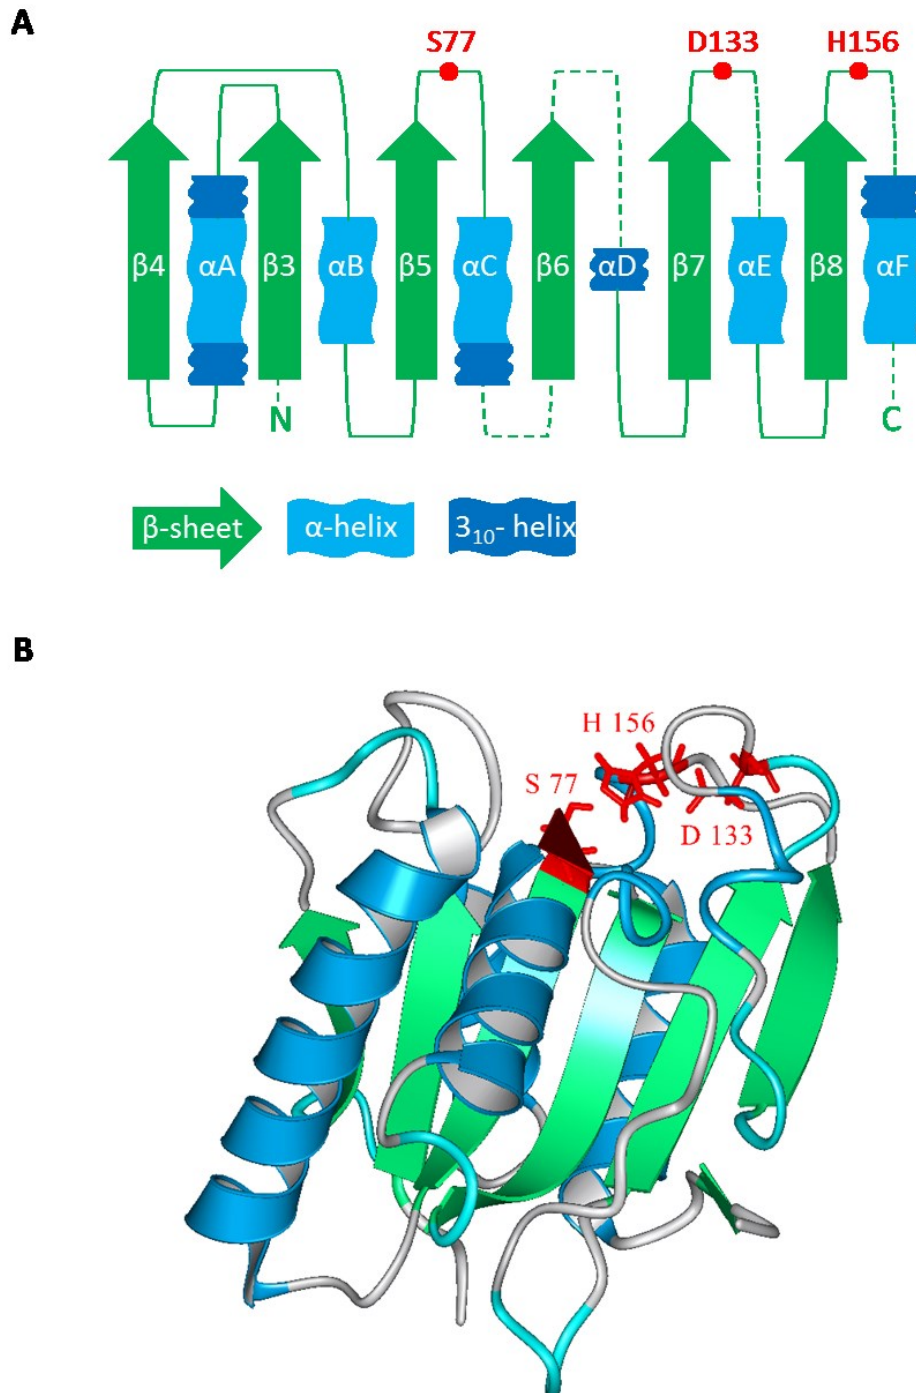 A
S77 D133 H156
β4 αA β3 αB β5 αC β6 αD β7 αE β8 αF
N C
β-sheet α-helix 3₁₀- helix
B
H 156
S 77
D 133